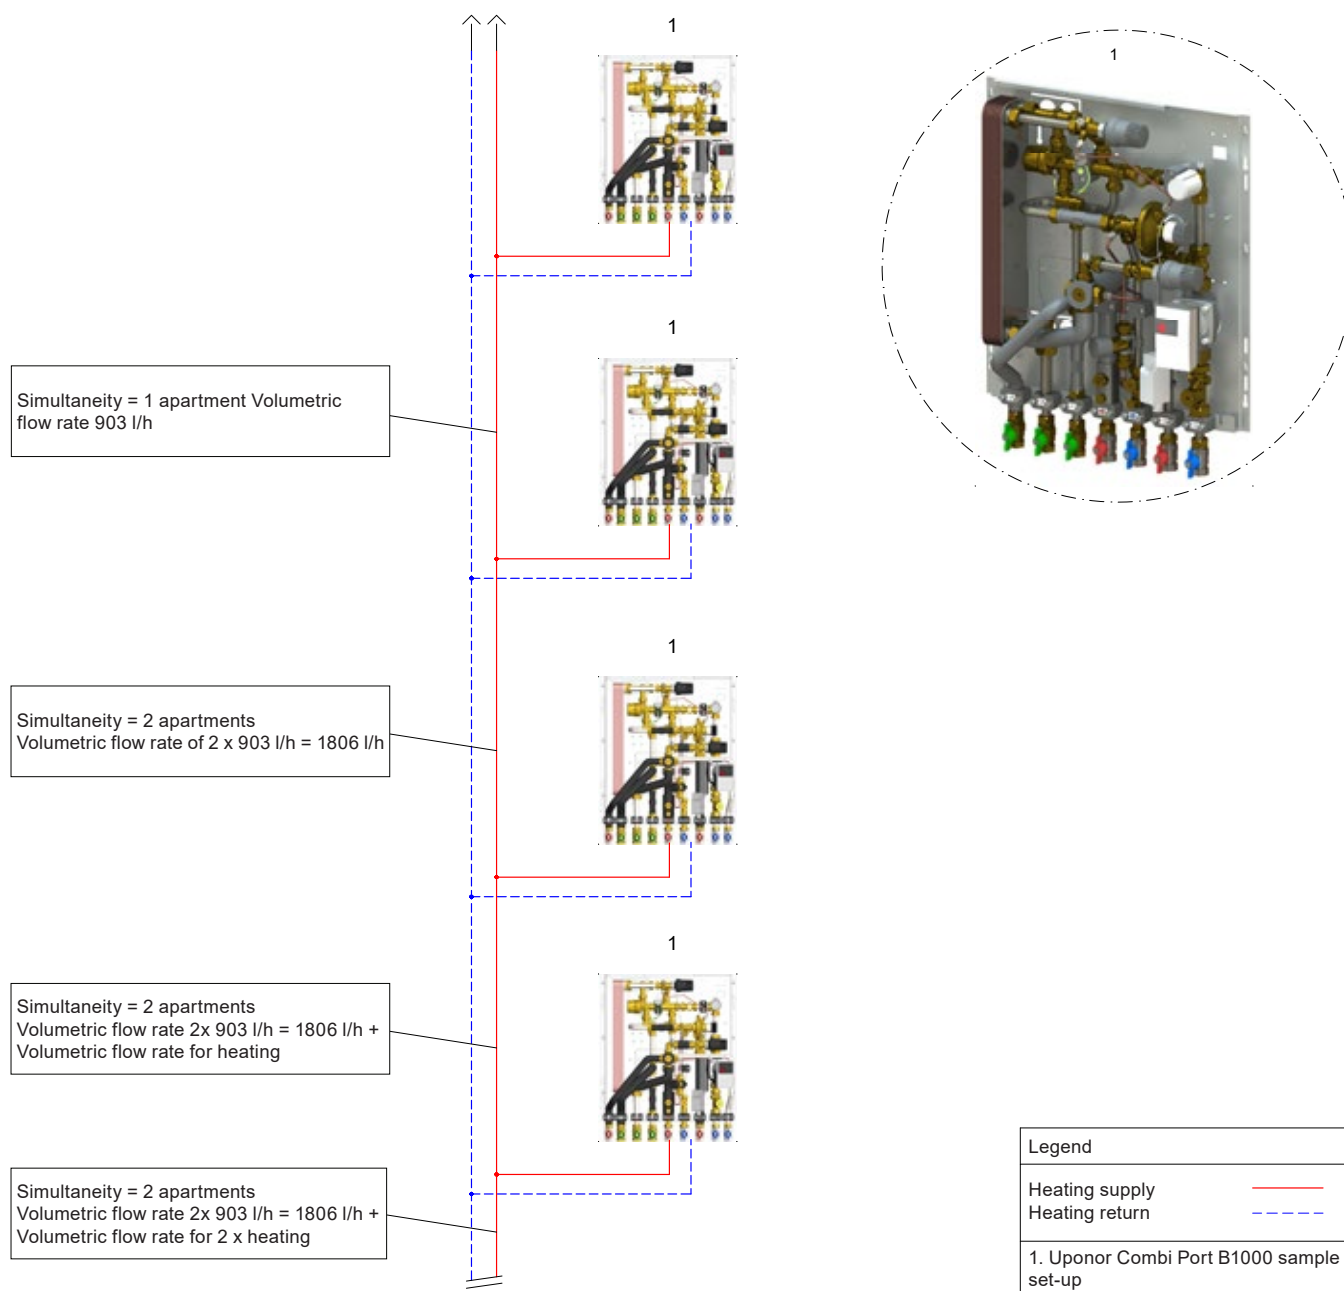 1
1
1
Simultaneity = 1 apartment Volumetric
flow rate 903 l/h
1
Simultaneity = 2 apartments
Volumetric flow rate of 2 x 903 l/h = 1806 l/h
1
Simultaneity = 2 apartments
Volumetric flow rate 2x 903 l/h = 1806 l/h +
Volumetric flow rate for heating
Simultaneity = 2 apartments
Volumetric flow rate 2x 903 l/h = 1806 l/h +
Volumetric flow rate for 2 x heating
Legend
Heating supply
Heating return
1. Uponor Combi Port B1000 sample
set-up